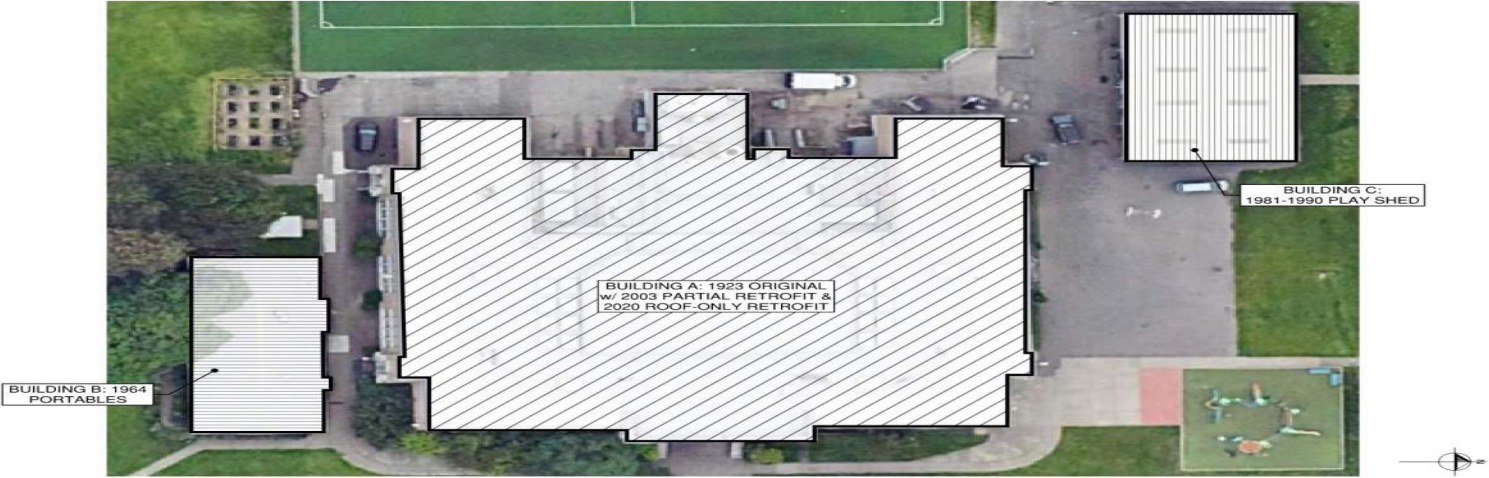 BUILDING C:
1981-1990 PLAY SHED
BUILDING A: 1923 ORIGINAL
w/ 2003 PARTIAL RETROFIT &
2020 ROOF-ONLY RETROFIT
BUILDING B: 1964
PORTABLES
N